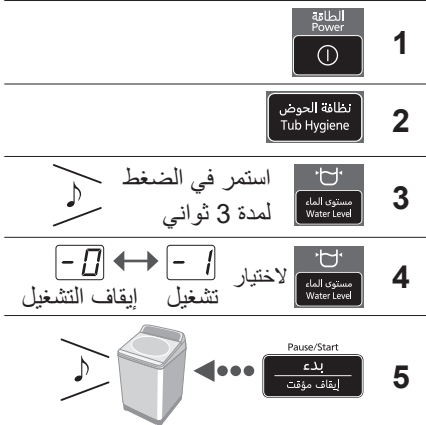 الطاقة
Power
1
نظافة الحوض
Tub Hygiene
2
استمر في الضغط
لمدة 3 ثواني
مستوى الماء
Water Level
3
لاختيار
- 1
- 0
تشغيل
إيقاف التشغيل
مستوى الماء
Water Level
4
Pause/Start
بدء
إيقاف مؤقت
5